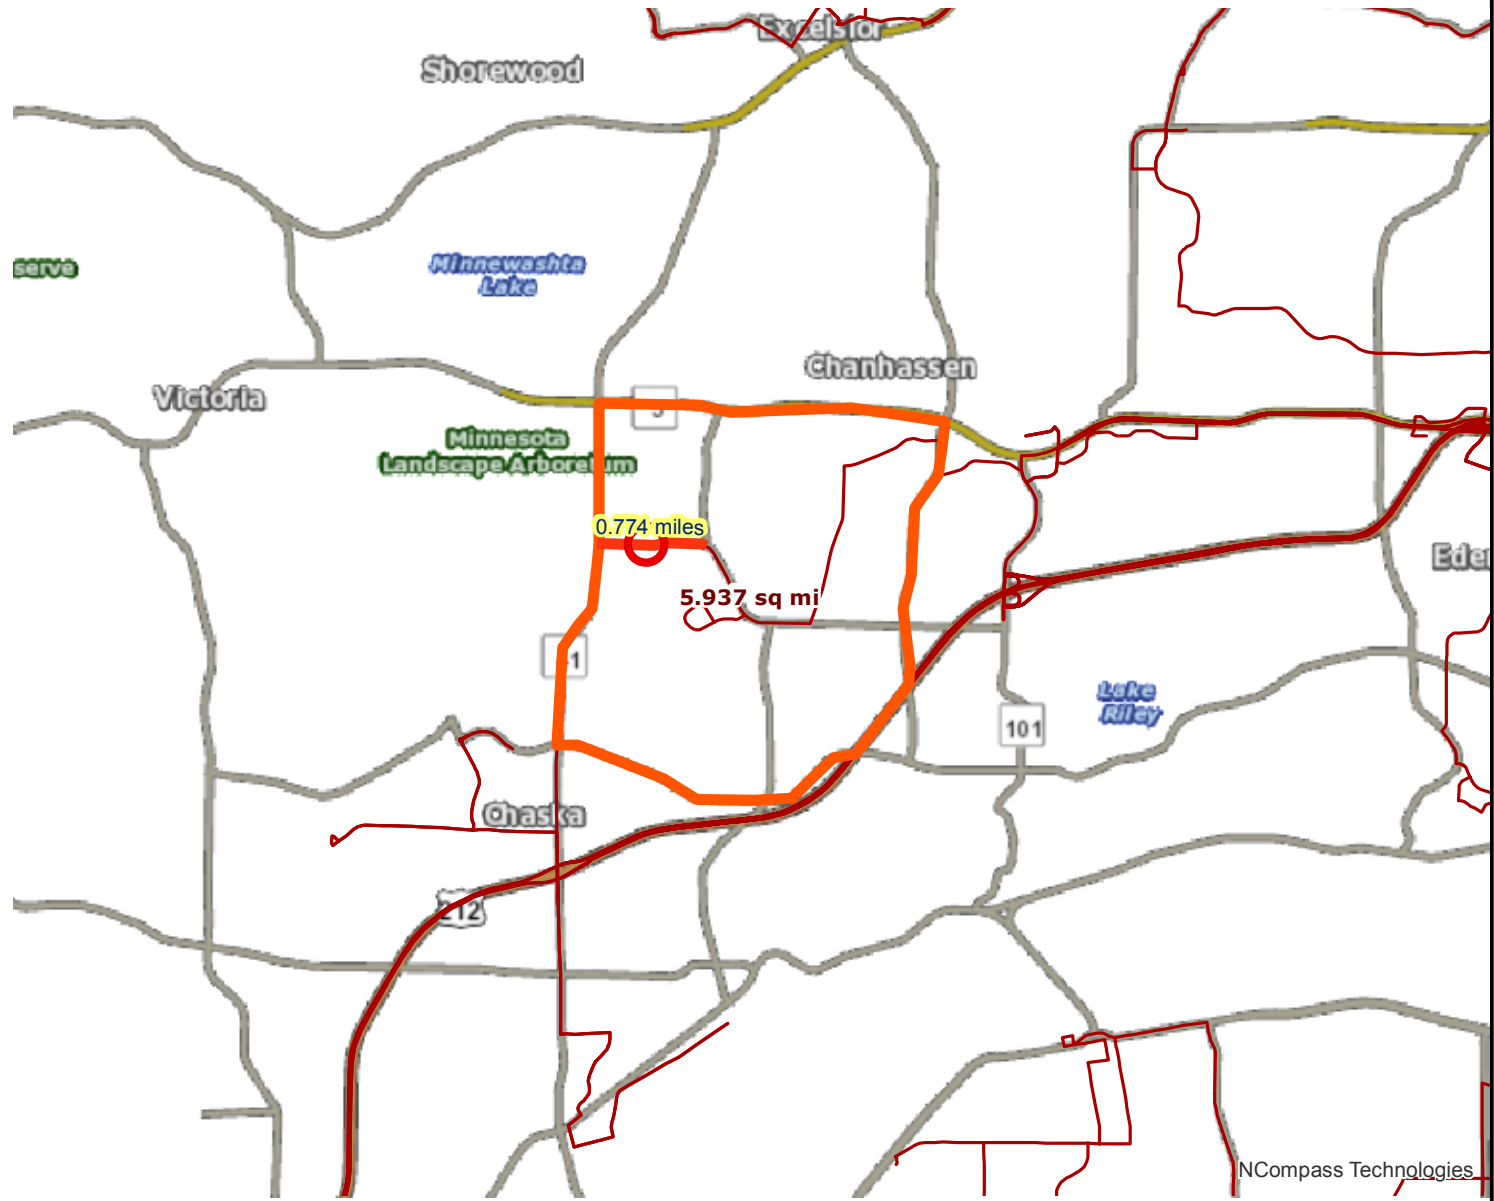 Excelsior
Shorewood
serve
Minnewashta
Lake
Chanhassen
Victoria
Minnesota
Landscape Arboretum
0.774 miles
5.937 sq mi
Lake
Riley
101
Chaska
212
NCompass Technologies